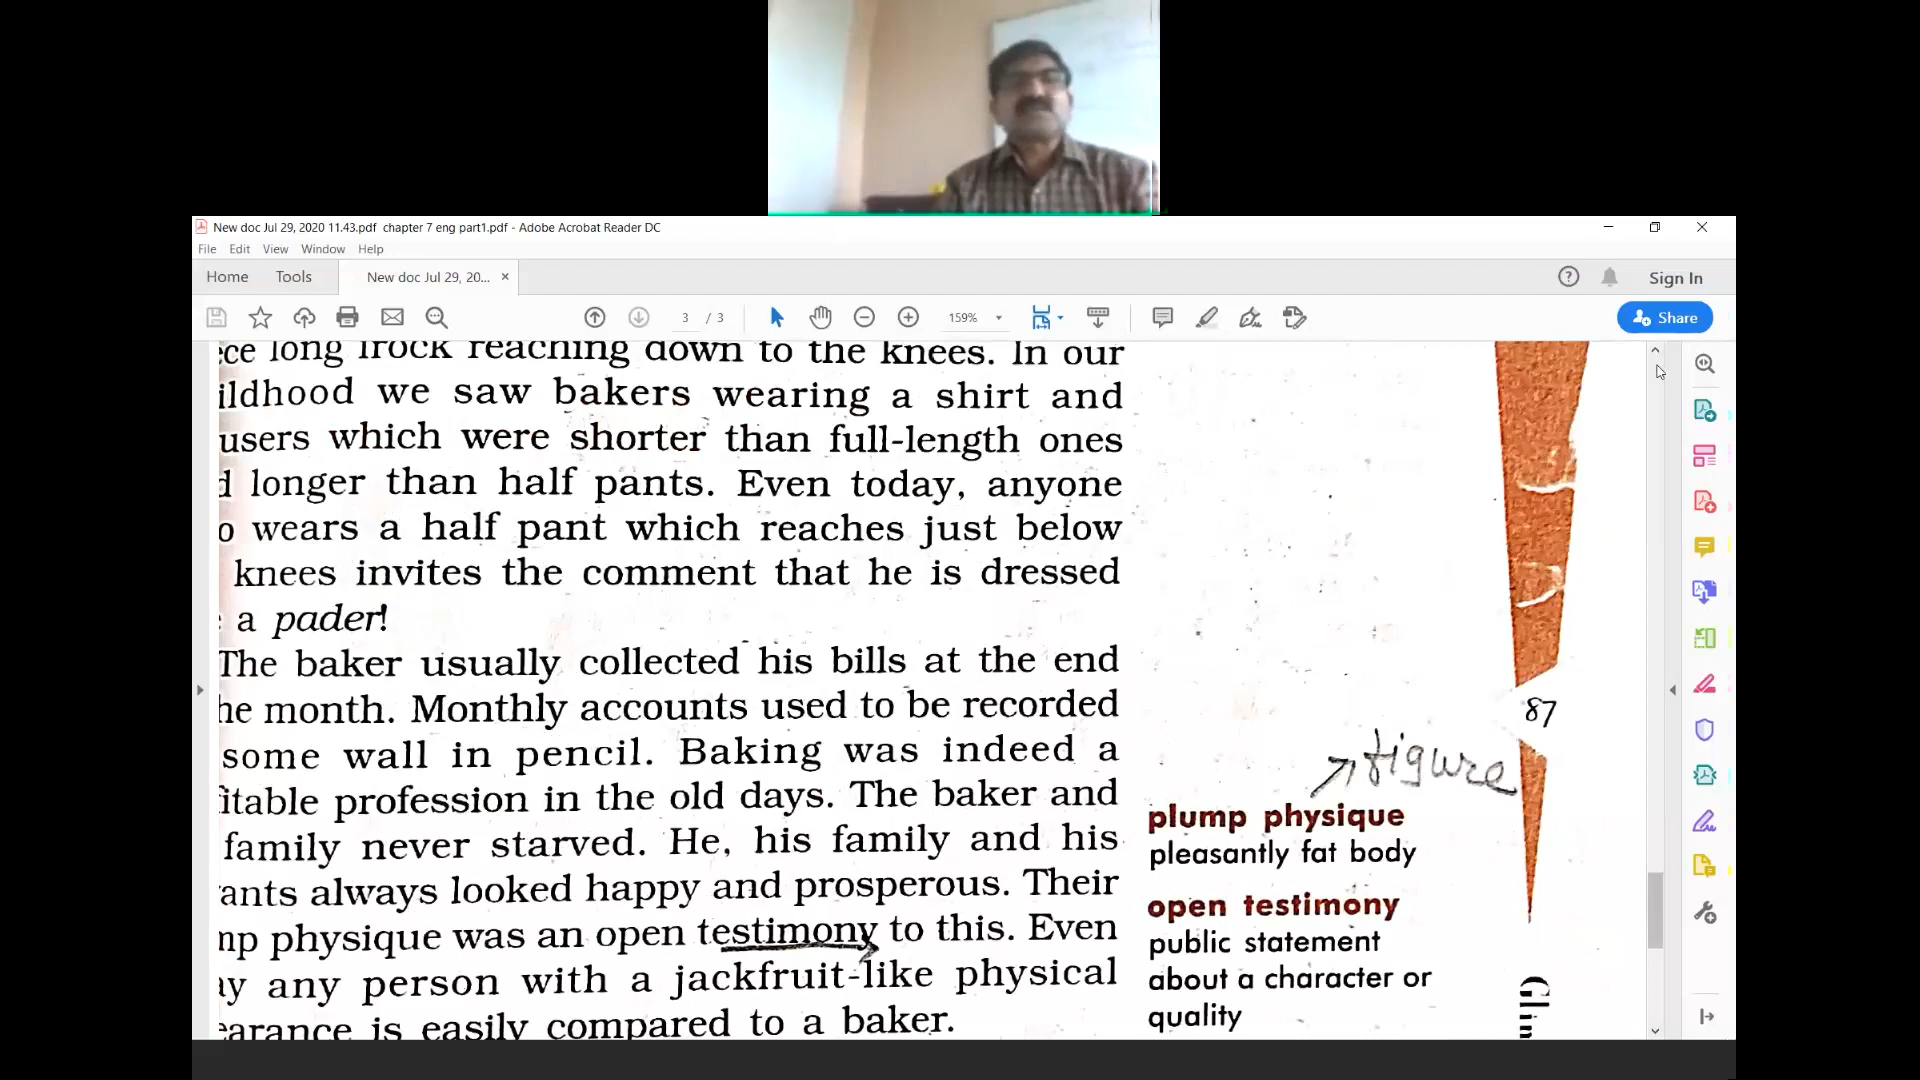 New doc Jul 29, 2020 11.43.pdf chapter 7 eng part1.pdf - Adobe Acrobat Reader DC
File Edit View Window Help
Home Tools New doc Jul 29, 20... × Sign In
3 / 3 159% Share
ece long frock reaching down to the knees. In our
ildhood we saw bakers wearing a shirt and
users which were shorter than full-length ones
d longer than half pants. Even today, anyone
o wears a half pant which reaches just below
knees invites the comment that he is dressed
a pader!
The baker usually collected his bills at the end
he month. Monthly accounts used to be recorded
some wall in pencil. Baking was indeed a
fitable profession in the old days. The baker and
family never starved. He, his family and his
vants always looked happy and prosperous. Their
mp physique was an open testimony to this. Even
ay any person with a jackfruit-like physical
earance is easily compared to a baker.
87
figure
plump physique
pleasantly fat body
open testimony
public statement
about a character or
quality
Glim